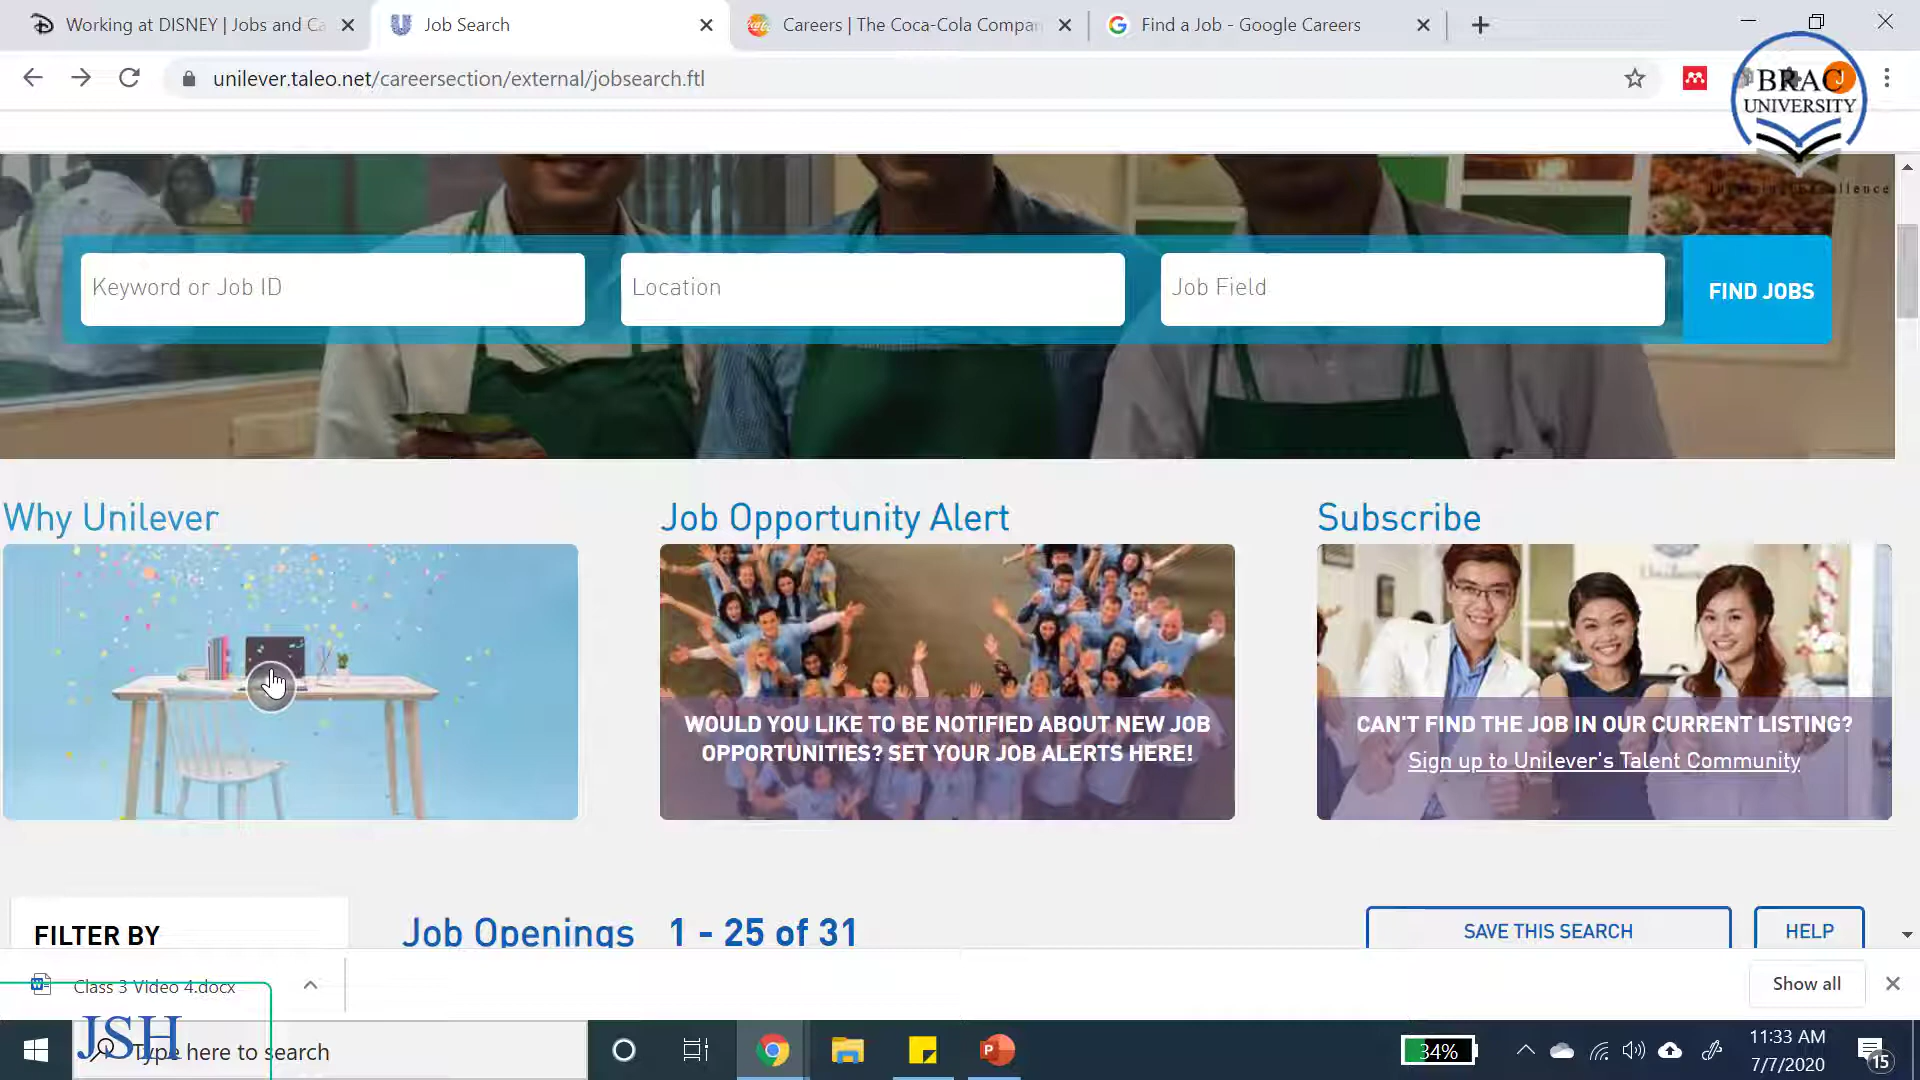 Working at DISNEY | Jobs and Ca
Job Search
Careers | The Coca-Cola Compan
Find a Job - Google Careers
unilever.taleo.net/careersection/external/jobsearch.ftl
J
BRAC
UNIVERSITY
Keyword or Job ID
Location
Job Field
FIND JOBS
Why Unilever
Job Opportunity Alert
Subscribe
WOULD YOU LIKE TO BE NOTIFIED ABOUT NEW JOB
OPPORTUNITIES? SET YOUR JOB ALERTS HERE!
CAN'T FIND THE JOB IN OUR CURRENT LISTING?
Sign up to Unilever's Talent Community
FILTER BY
Job Openings 1 - 25 of 31
SAVE THIS SEARCH
HELP
Class 3 Video 4.docx
Show all
JSH
Type here to search
34%
11:33 AM
7/7/2020
15